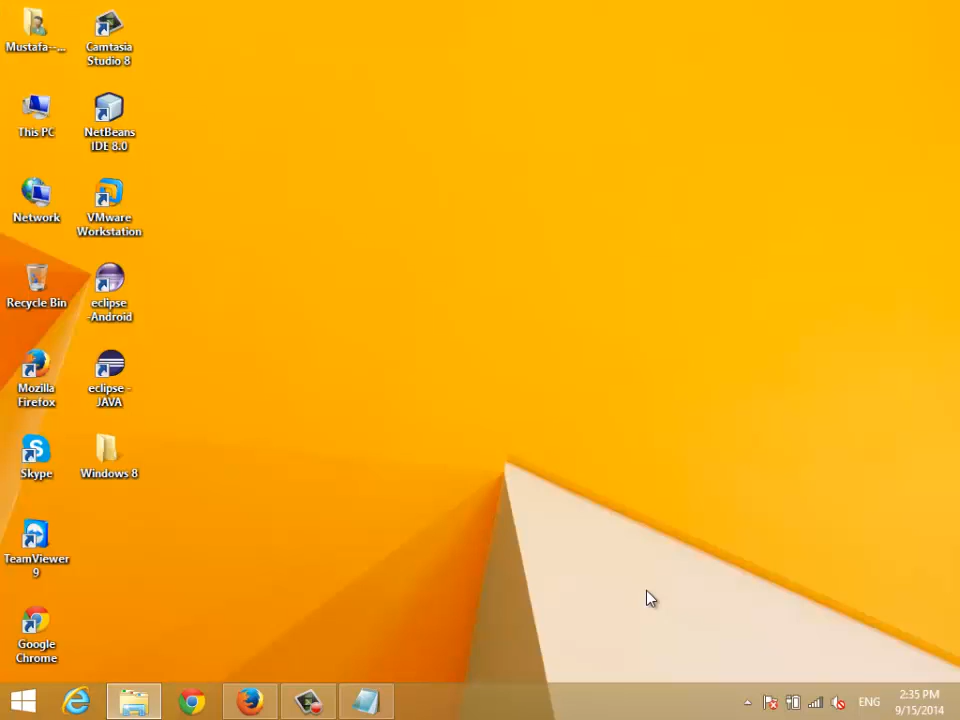 Mustafa--...
This PC
Network
Recycle Bin
Mozilla
Firefox
Skype
TeamViewer
9
Google
Chrome
Camtasia
Studio 8
NetBeans
IDE 8.0
VMware
Workstation
eclipse
-Android
eclipse -
JAVA
Windows 8
ENG
2:35 PM
9/15/2014